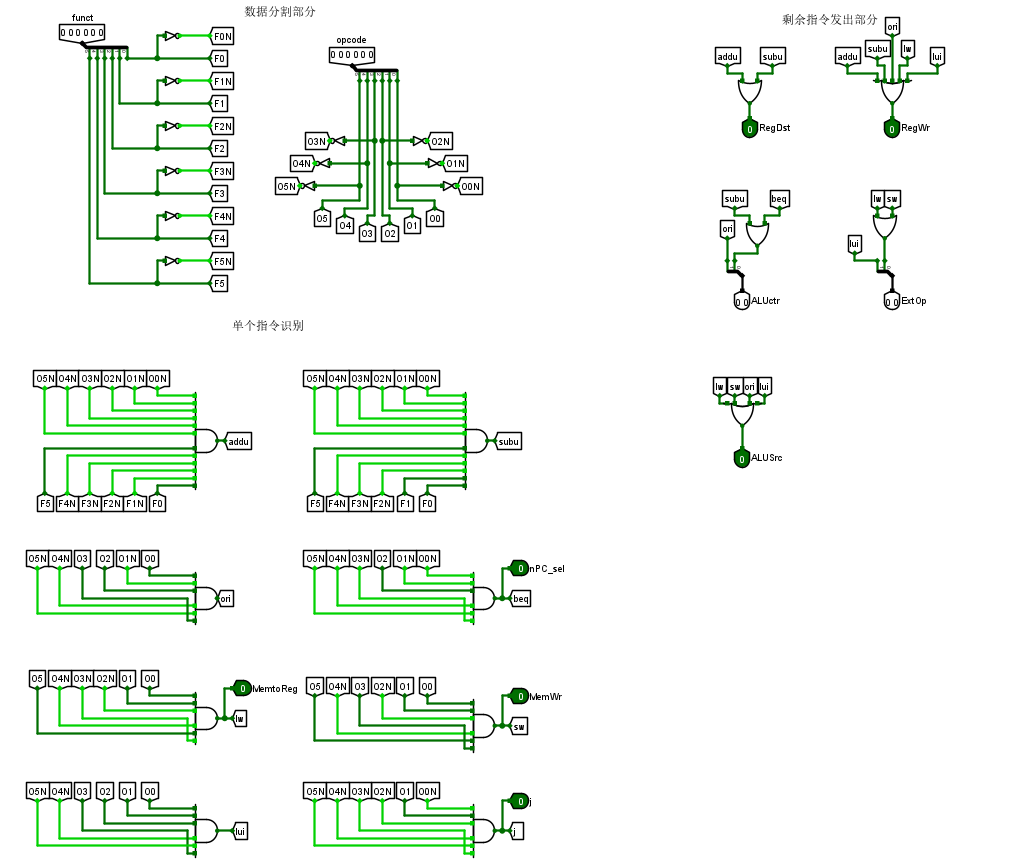 数据分割部分
funct
0 0 0 0 0 0
F0N
F0
F1N
F1
F2N
F2
F3N
F3
F4N
F4
F5N
F5
opcode
0 0 0 0 0 0
O3N O2N
O4N O1N
O5N O0N
O5 O4 O3 O2 O1 O0
剩余指令发出部分
addu subu
0 RegDst
addu subu ori lw lui
0 RegWr
subu beq
ori
0 0 ALUctr
lw sw
lui
0 0 ExtOp
lw sw ori lui
0 ALUSrc
单个指令识别
O5N O4N O3N O2N O1N O0N
addu
F5 F4N F3N F2N F1N F0
O5N O4N O3N O2N O1N O0N
subu
F5 F4N F3N F2N F1 F0
O5N O4N O3 O2 O1N O0
ori
O5N O4N O3N O2 O1N O0N
0 nPC_sel
beq
O5 O4N O3N O2N O1 O0
0 MemtoReg
lw
O5 O4N O3 O2N O1 O0
0 MemWr
sw
O5N O4N O3 O2 O1 O0
lui
O5N O4N O3N O2N O1 O0N
0 j
j